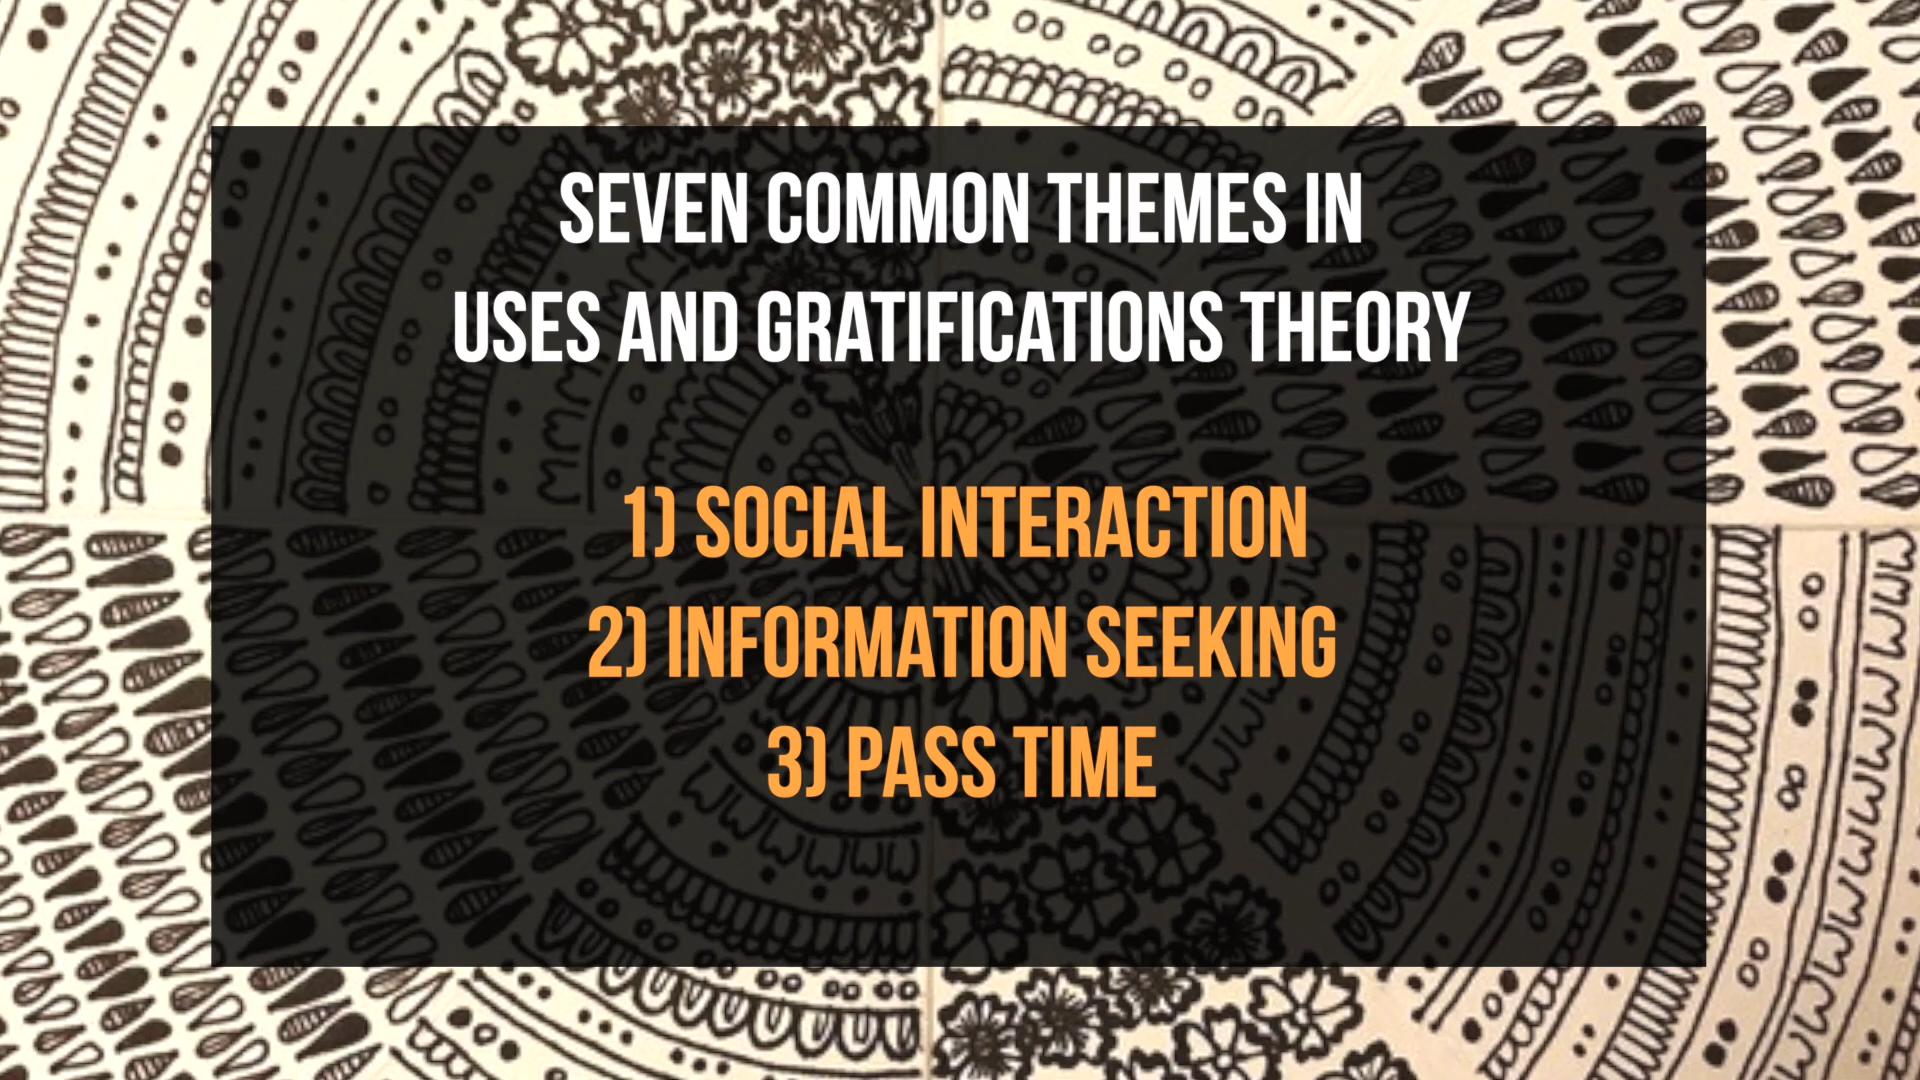 SEVEN COMMON THEMES IN
USES AND GRATIFICATIONS THEORY
1) SOCIAL INTERACTION
2) INFORMATION SEEKING
3) PASS TIME